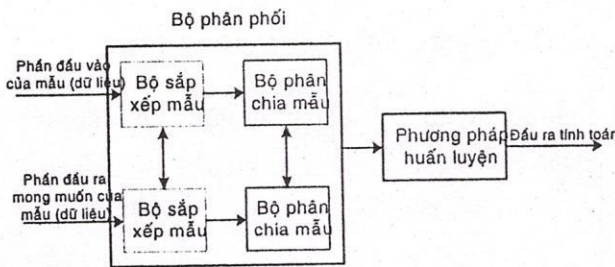 Bộ phân phối
Phần đầu vào
của mẫu (dữ liệu)
Bộ sắp
xếp mẫu
Bộ phân
chia mẫu
Phương pháp
huấn luyện
Đầu ra tính toán
Phần đầu ra
mong muốn của
mẫu (dữ liệu)
Bộ sắp
xếp mẫu
Bộ phân
chia mẫu